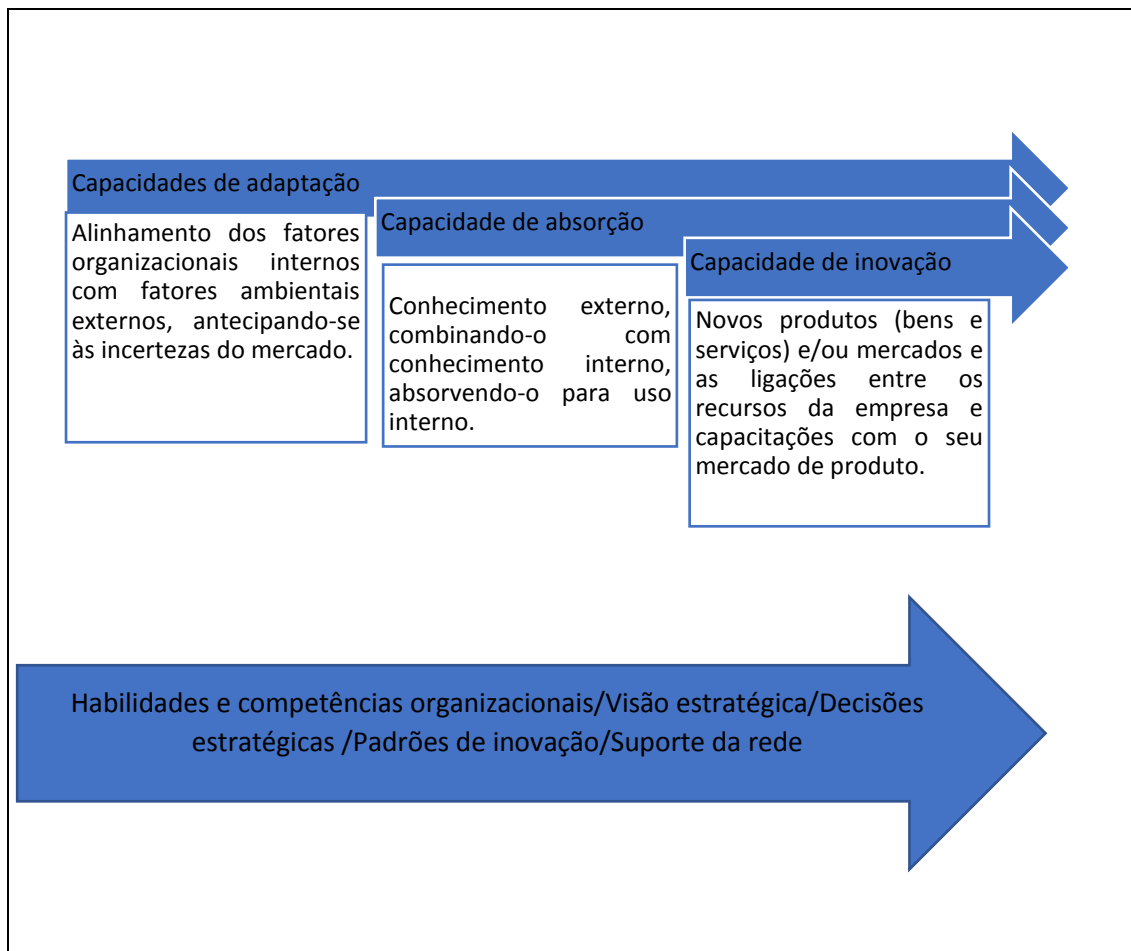 Capacidades de adaptação
Alinhamento dos fatores
organizacionais internos
com fatores ambientais
externos, antecipando-se
às incertezas do mercado.
Capacidade de absorção
Conhecimento externo,
combinando-o com
conhecimento interno,
absorvendo-o para uso
interno.
Capacidade de inovação
Novos produtos (bens e
serviços) e/ou mercados e
as ligações entre os
recursos da empresa e
capacitações com o seu
mercado de produto.
Habilidades e competências organizacionais/Visão estratégica/Decisões
estratégicas /Padrões de inovação/Suporte da rede